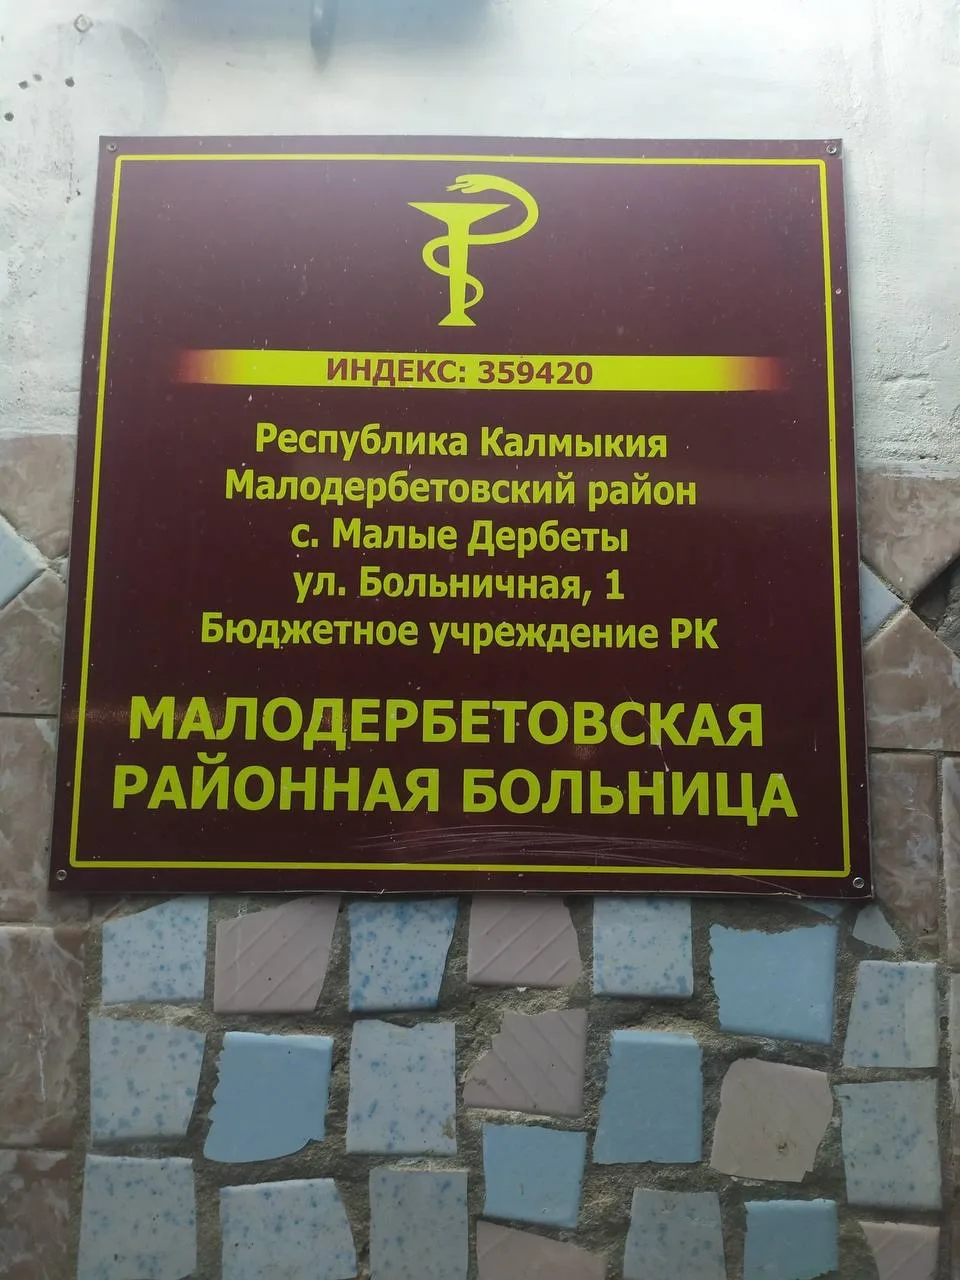 ИНДЕКС: 359420
Республика Калмыкия
Малодербетовский район
с. Малые Дербеты
ул. Больничная, 1
Бюджетное учреждение РК
МАЛОДЕРБЕТОВСКАЯ
РАЙОННАЯ БОЛЬНИЦА